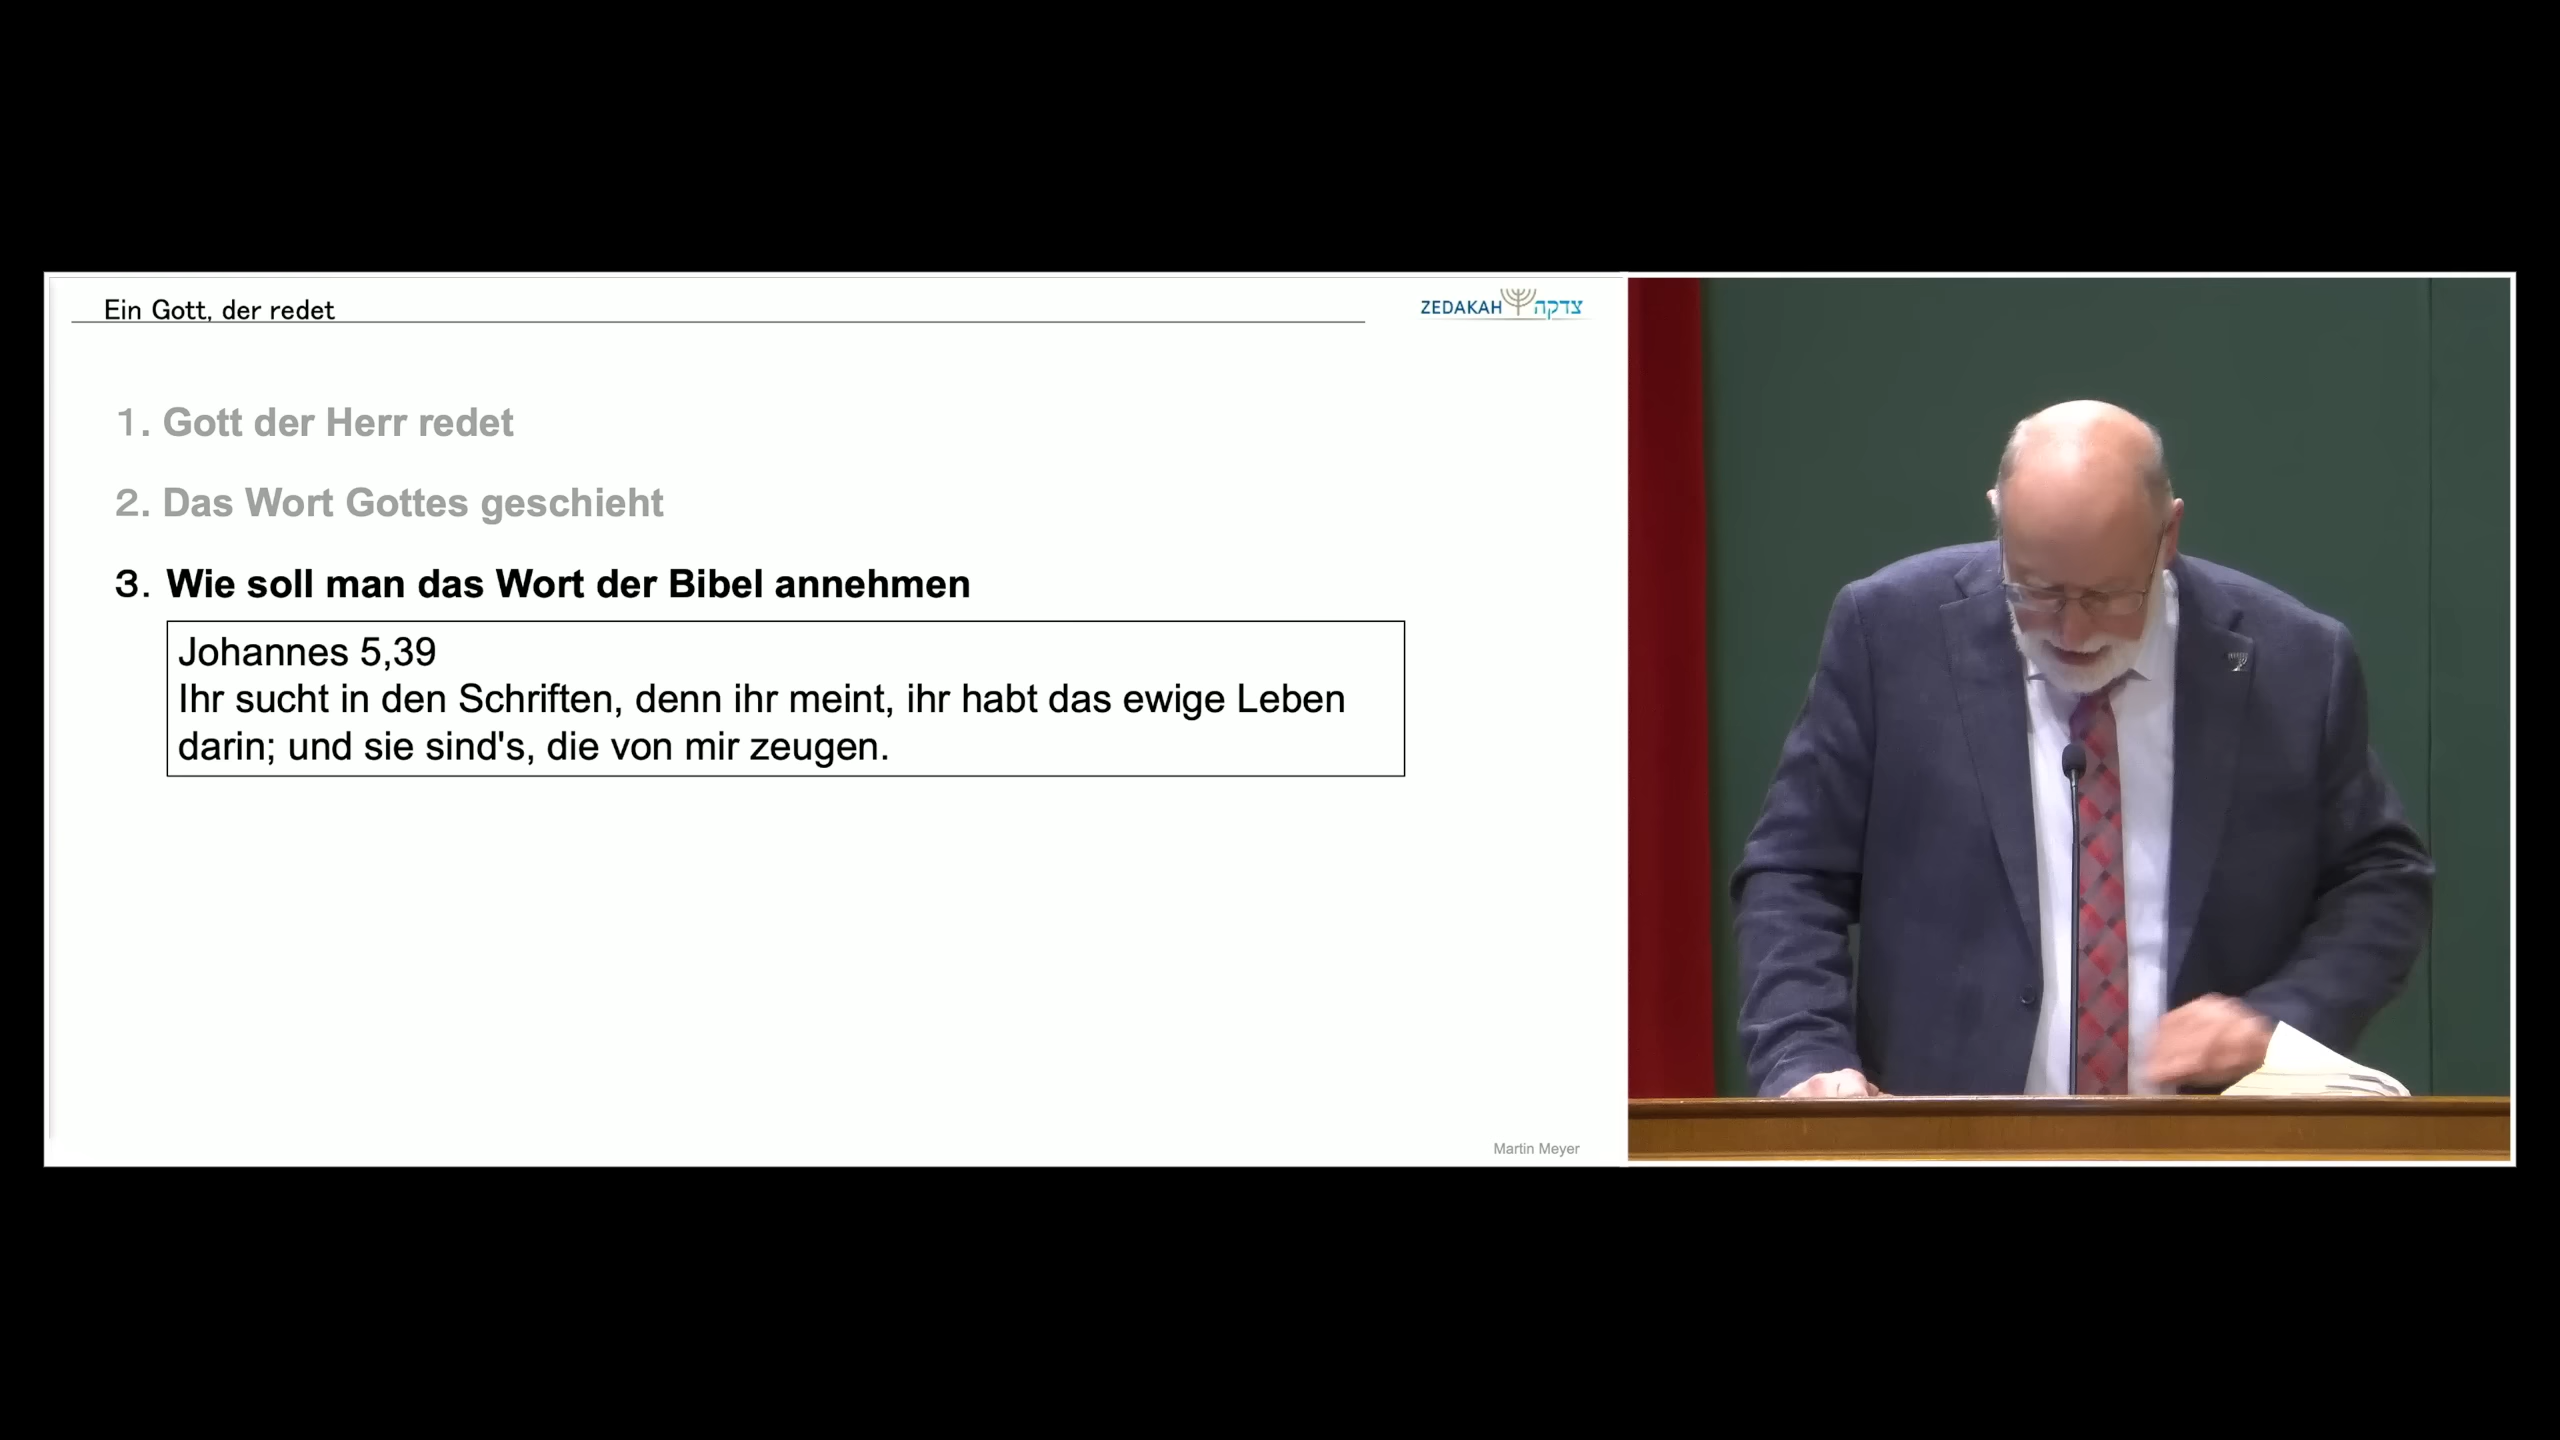 Ein Gott, der redet
ZEDAKAH צדקה
1. Gott der Herr redet
2. Das Wort Gottes geschieht
3. Wie soll man das Wort der Bibel annehmen
Johannes 5,39
Ihr sucht in den Schriften, denn ihr meint, ihr habt das ewige Leben
darin; und sie sind's, die von mir zeugen.
Martin Meyer